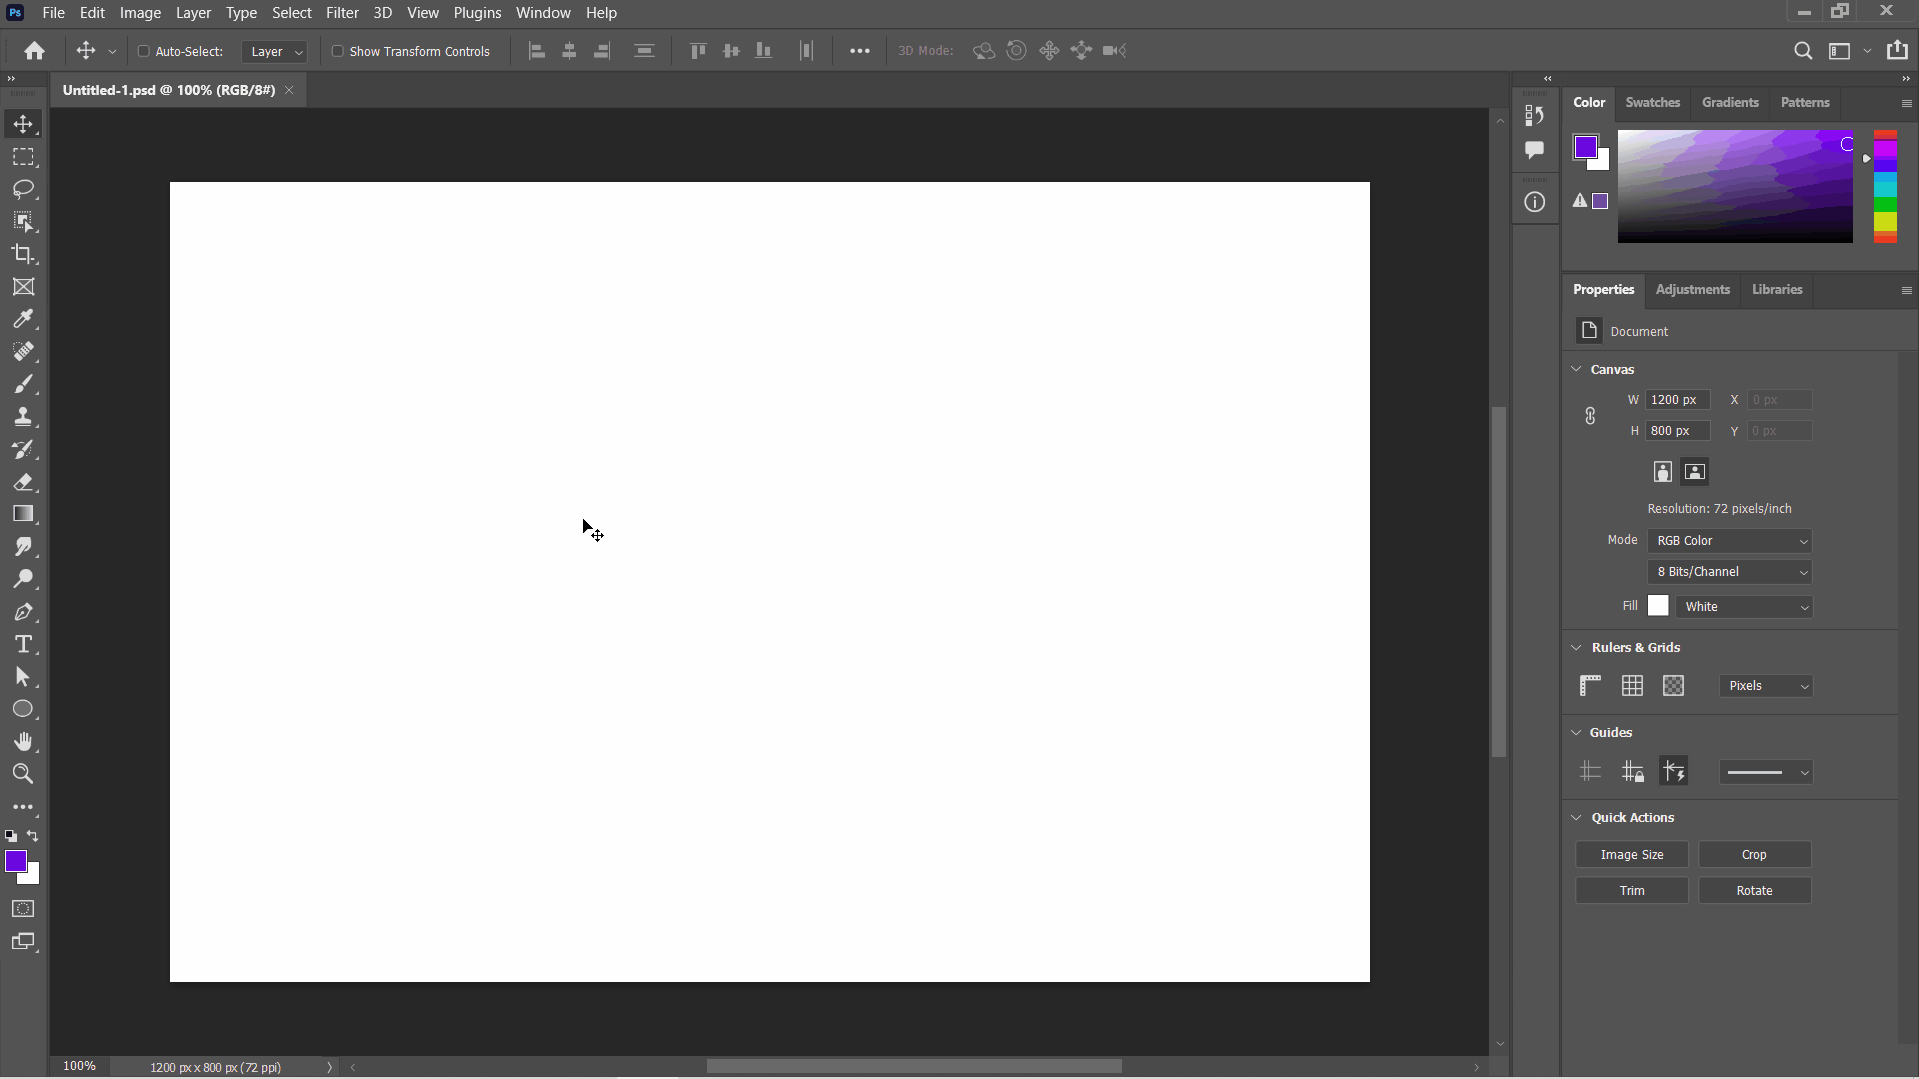 Ps File Edit Image Layer Type Select Filter 3D View Plugins Window Help
Auto-Select: Layer Show Transform Controls 3D Mode:
Untitled-1.psd @ 100% (RGB/8#)
Color Swatches Gradients Patterns
Properties Adjustments Libraries
Document
Canvas
W 1200 px X 0 px
H 800 px Y 0 px
Resolution: 72 pixels/inch
Mode RGB Color
8 Bits/Channel
Fill White
Rulers & Grids
Pixels
Guides
Quick Actions
Image Size Crop
Trim Rotate
100% 1200 px x 800 px (72 ppi)